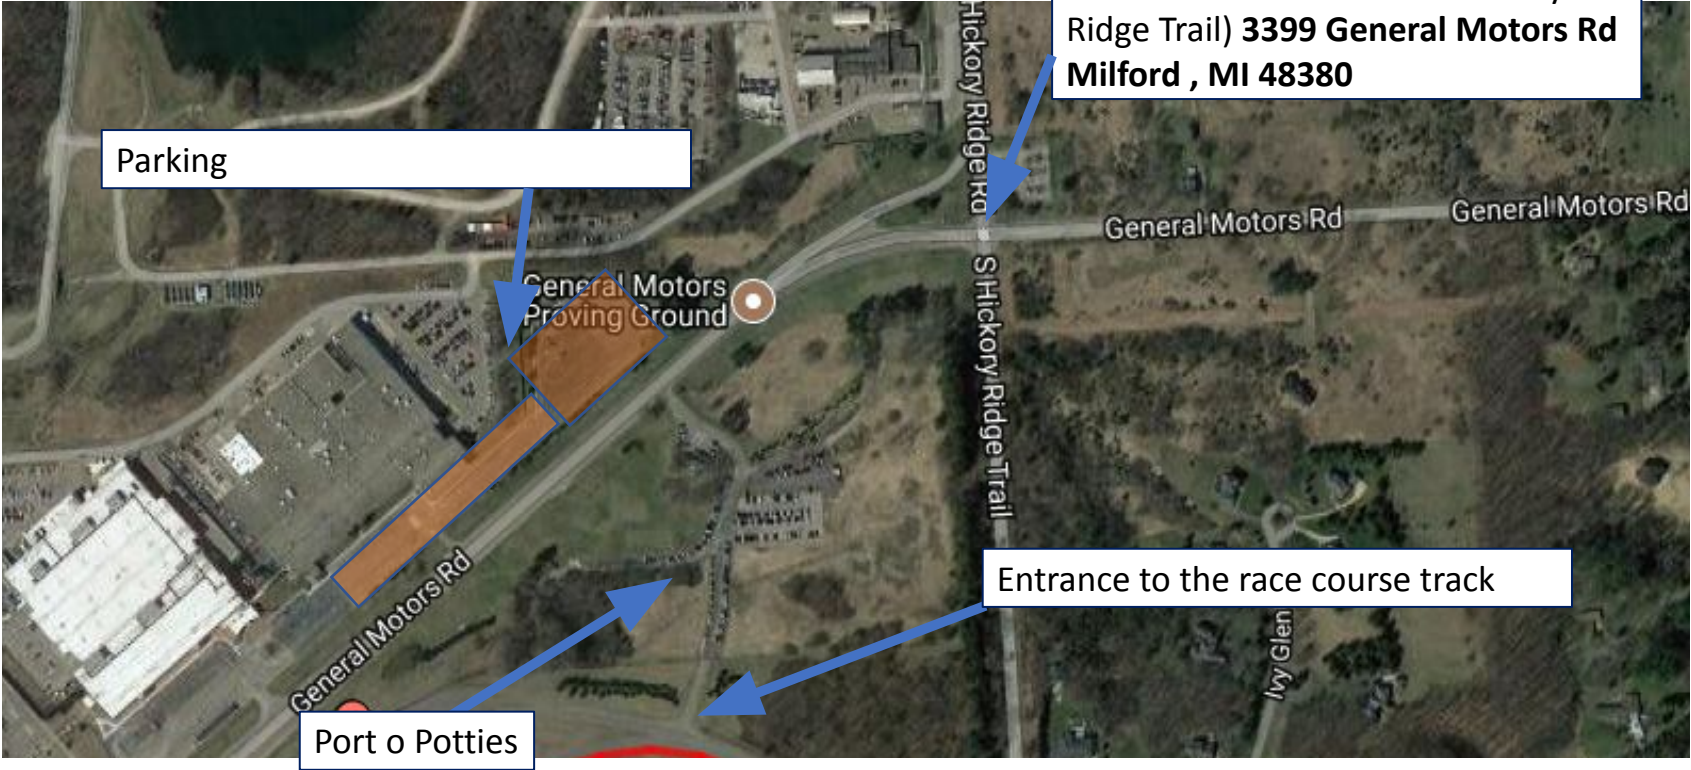 Ridge Trail) 3399 General Motors Rd
Milford , MI 48380
Hickory Ridge Rd
Parking
General Motors Rd
General Motors Rd
General Motors
Proving Ground
S Hickory Ridge Trail
Entrance to the race course track
General Motors Rd
Ivy Glen
Port o Potties